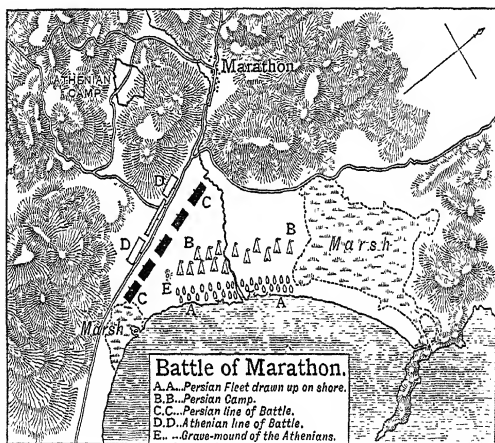 ATHENIAN
CAMP
Marathon
D
C
D
B
B
Marsh
E
C
A
A
Marsh
Battle of Marathon.
A.A...Persian Fleet drawn up on shore.
B.B...Persian Camp.
C.C...Persian line of Battle.
D.D...Athenian line of Battle.
E.....Grave-mound of the Athenians.